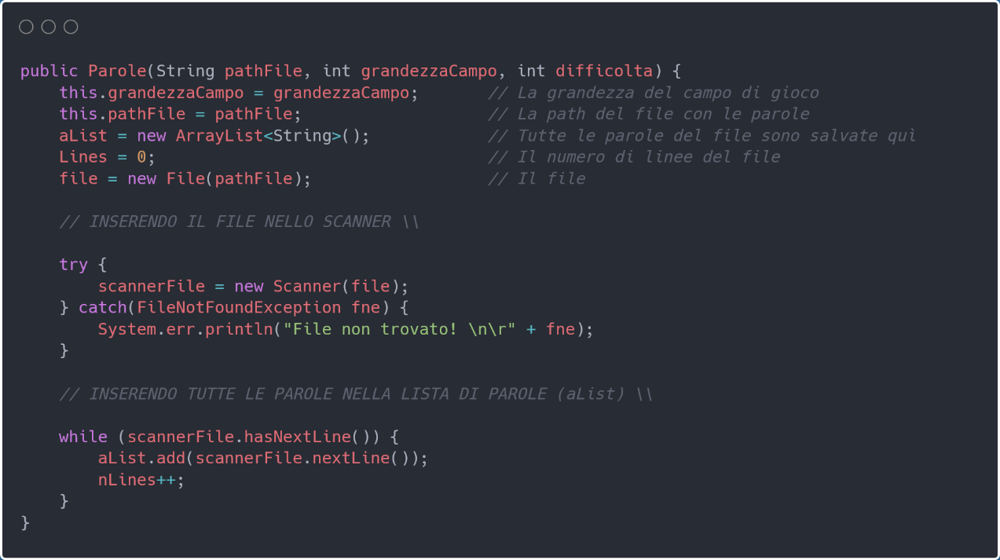 public Parole(String pathFile, int grandezzaCampo, int difficolta) {
    this.grandezzaCampo = grandezzaCampo;       // La grandezza del campo di gioco
    this.pathFile = pathFile;                   // La path del file con le parole
    aList = new ArrayList<String>();            // Tutte le parole del file sono salvate quì
    Lines = 0;                                  // Il numero di linee del file
    file = new File(pathFile);                  // Il file

    // INSERENDO IL FILE NELLO SCANNER \\

    try {
        scannerFile = new Scanner(file);
    } catch(FileNotFoundException fne) {
        System.err.println("File non trovato! \n\r" + fne);
    }

    // INSERENDO TUTTE LE PAROLE NELLA LISTA DI PAROLE (aList) \\

    while (scannerFile.hasNextLine()) {
        aList.add(scannerFile.nextLine());
        nLines++;
    }
}